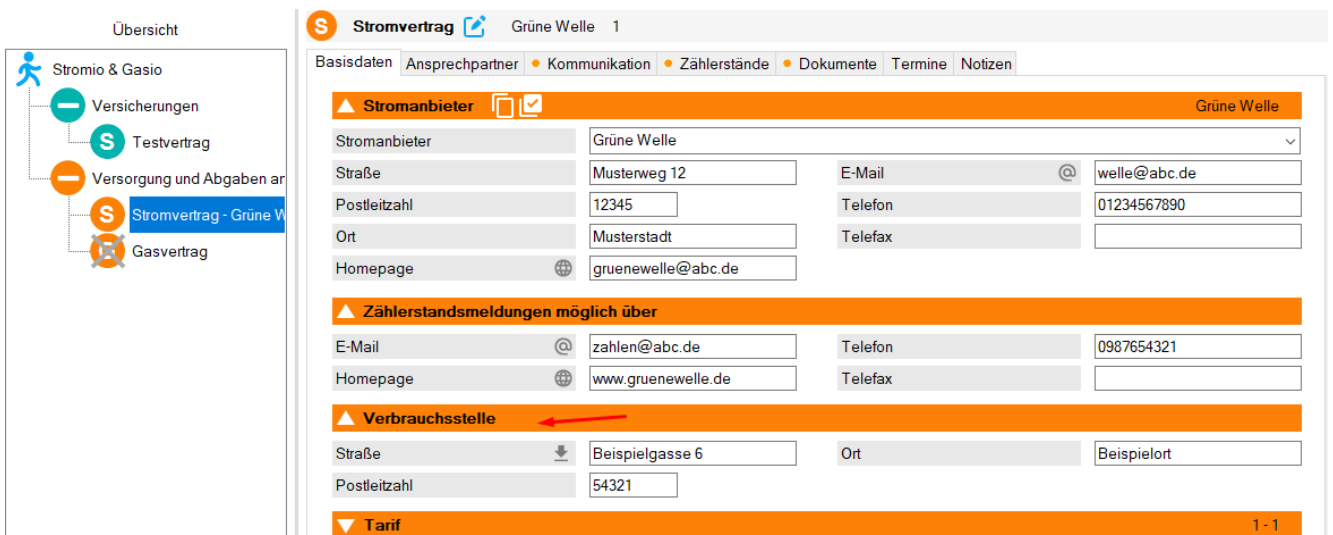 Übersicht
Stromio & Gasio
Versicherungen
S Testvertrag
Versorgung und Abgaben ar
S Stromvertrag - Grüne W
Gasvertrag
S Stromvertrag Grüne Welle 1
Basisdaten Ansprechpartner Kommunikation Zählerstände Dokumente Termine Notizen
Stromanbieter Grüne Welle
Stromanbieter Grüne Welle
Straße Musterweg 12 E-Mail @ welle@abc.de
Postleitzahl 12345 Telefon 01234567890
Ort Musterstadt Telefax
Homepage gruenewelle@abc.de
Zählerstandsmeldungen möglich über
E-Mail @ zahlen@abc.de Telefon 0987654321
Homepage www.gruenewelle.de Telefax
Verbrauchsstelle
Straße Beispielgasse 6 Ort Beispielort
Postleitzahl 54321
Tarif 1 - 1